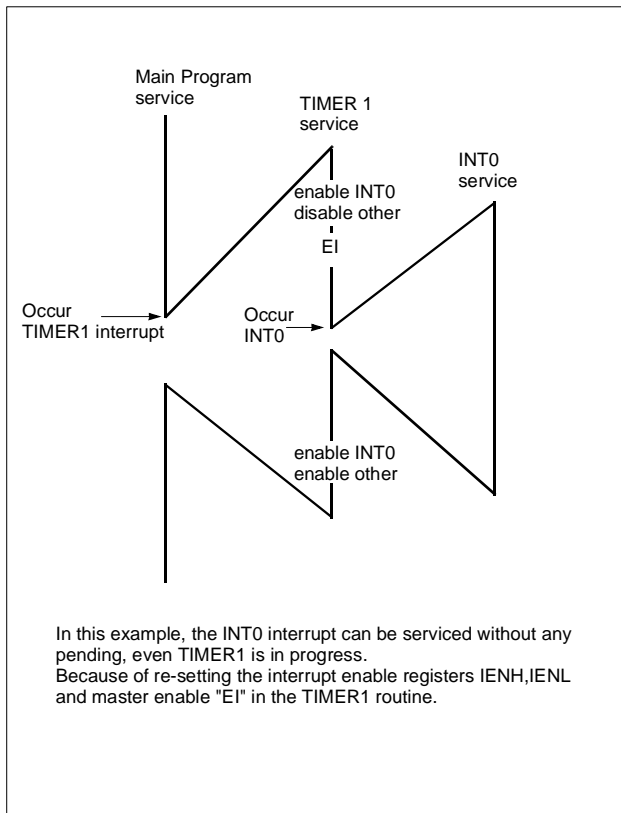 Main Program
service
TIMER 1
service
INT0
service
enable INT0
disable other
EI
Occur
TIMER1 interrupt
Occur
INT0
enable INT0
enable other
In this example, the INT0 interrupt can be serviced without any
pending, even TIMER1 is in progress.
Because of re-setting the interrupt enable registers IENH,IENL
and master enable "EI" in the TIMER1 routine.